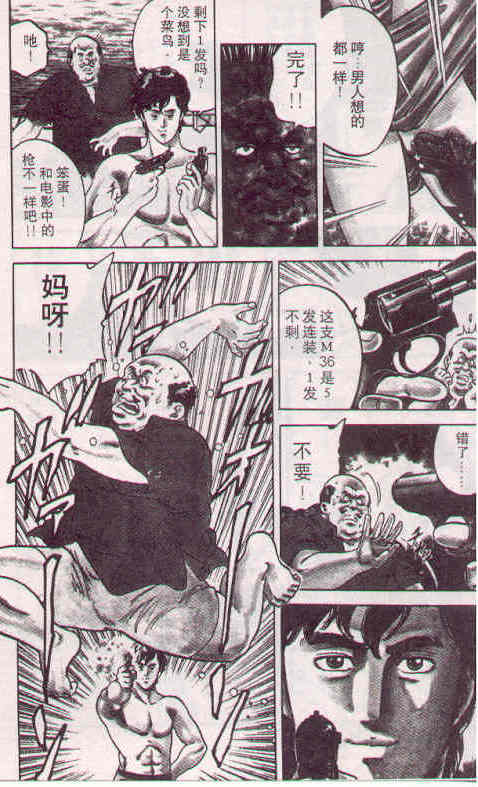 哼…男人想的
都一样！
完了！！
剩下1发吗？
没想到是
个菜鸟．
吔！
笨蛋！
和电影中的
枪不一样吧！！
这支M36是5
发连装．1发
不剩．
错了……
不要！
妈呀！！